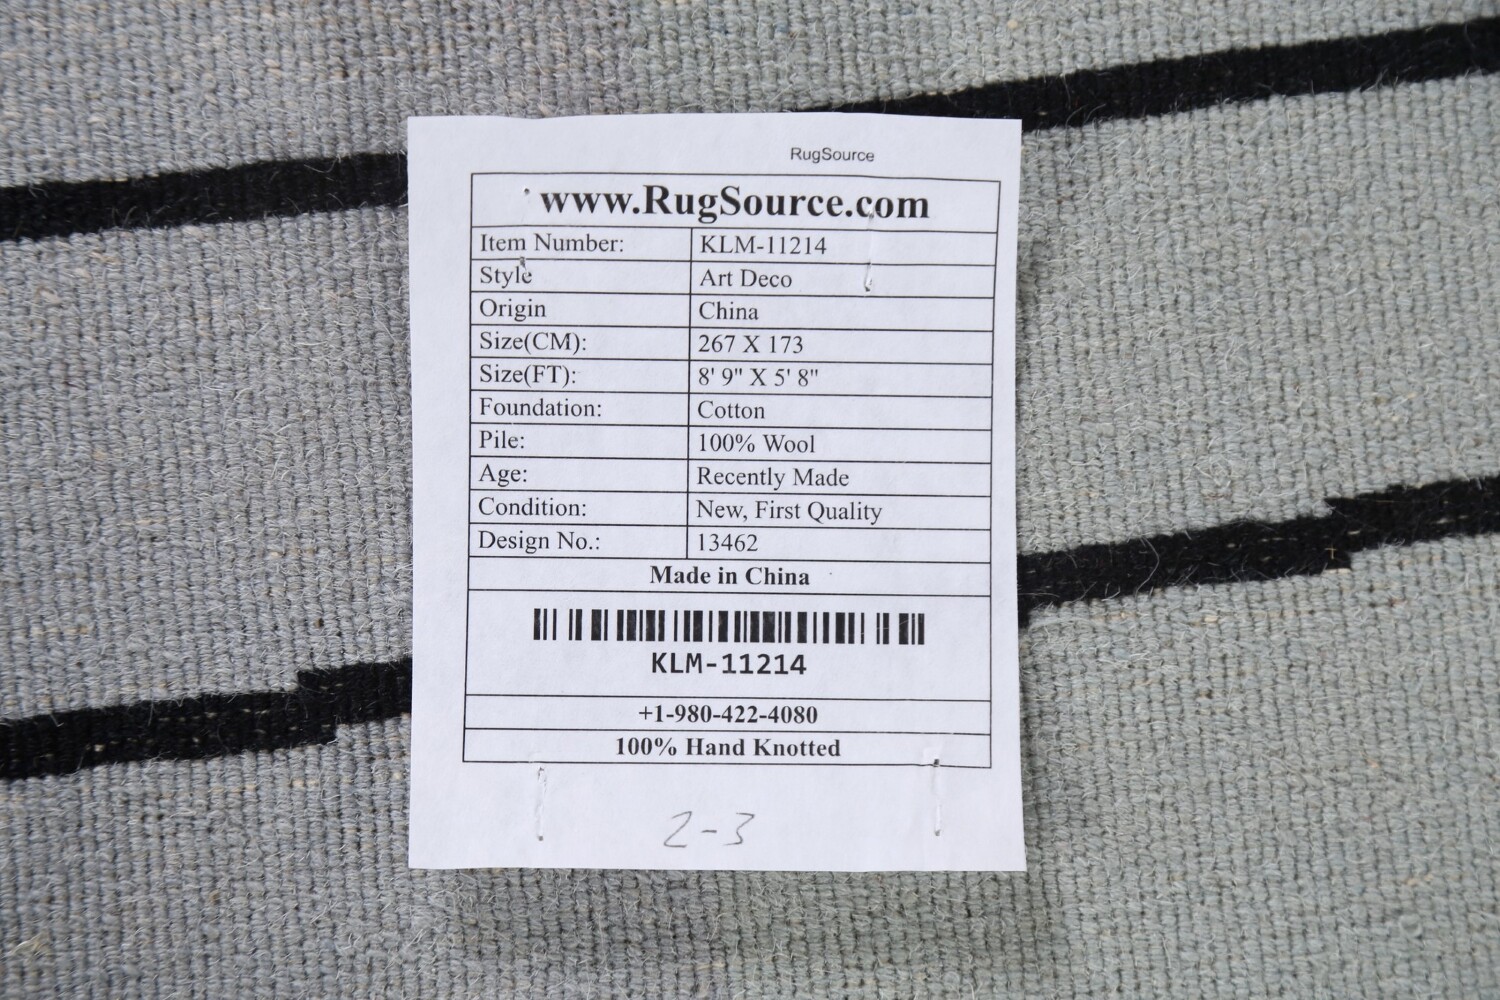 RugSource
www.RugSource.com
Item Number: KLM-11214
Style Art Deco
Origin China
Size(CM): 267 X 173
Size(FT): 8' 9" X 5' 8"
Foundation: Cotton
Pile: 100% Wool
Age: Recently Made
Condition: New, First Quality
Design No.: 13462
Made in China
KLM-11214
+1-980-422-4080
100% Hand Knotted
2-3